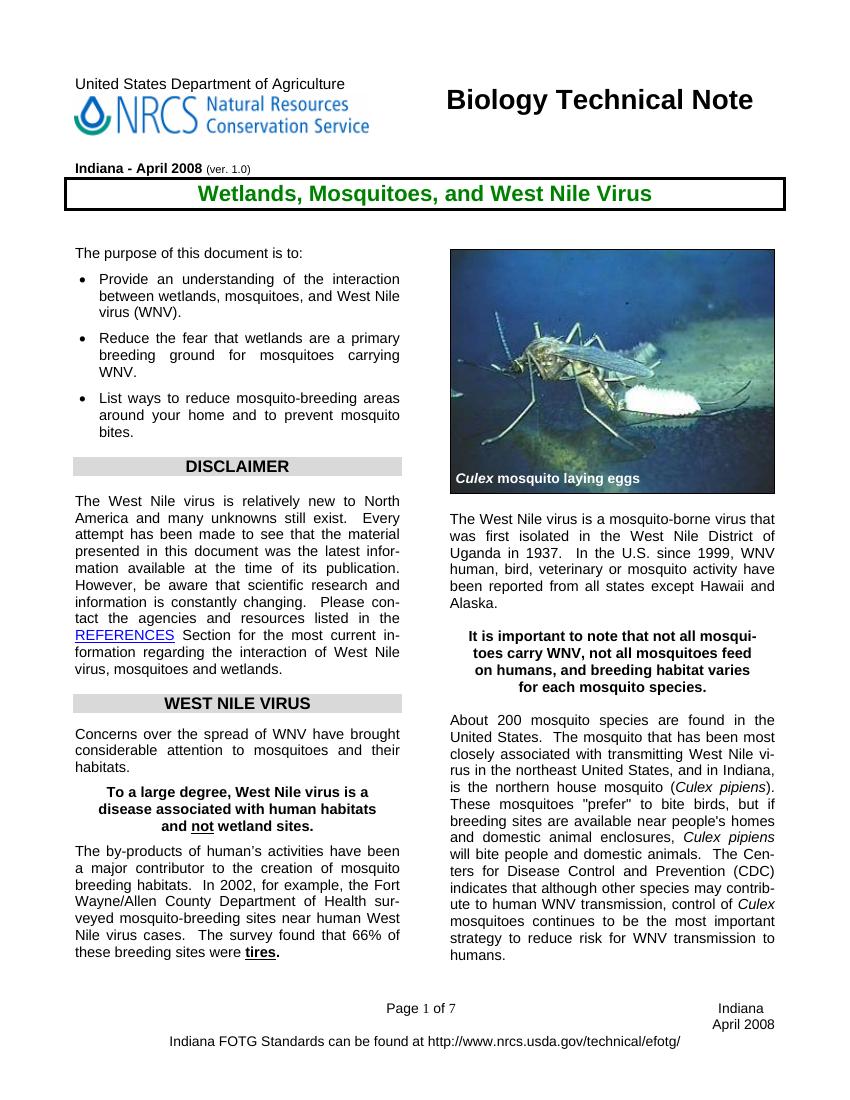 United States Department of Agriculture
NRCS Natural Resources
Conservation Service
Biology Technical Note
Indiana - April 2008 (ver. 1.0)
Wetlands, Mosquitoes, and West Nile Virus
The purpose of this document is to:
• Provide an understanding of the interaction
between wetlands, mosquitoes, and West Nile
virus (WNV).
• Reduce the fear that wetlands are a primary
breeding ground for mosquitoes carrying
WNV.
• List ways to reduce mosquito-breeding areas
around your home and to prevent mosquito
bites.
DISCLAIMER
The West Nile virus is relatively new to North
America and many unknowns still exist. Every
attempt has been made to see that the material
presented in this document was the latest infor-
mation available at the time of its publication.
However, be aware that scientific research and
information is constantly changing. Please con-
tact the agencies and resources listed in the
REFERENCES Section for the most current in-
formation regarding the interaction of West Nile
virus, mosquitoes and wetlands.
WEST NILE VIRUS
Concerns over the spread of WNV have brought
considerable attention to mosquitoes and their
habitats.
To a large degree, West Nile virus is a
disease associated with human habitats
and not wetland sites.
The by-products of human’s activities have been
a major contributor to the creation of mosquito
breeding habitats. In 2002, for example, the Fort
Wayne/Allen County Department of Health sur-
veyed mosquito-breeding sites near human West
Nile virus cases. The survey found that 66% of
these breeding sites were tires.
Culex mosquito laying eggs
The West Nile virus is a mosquito-borne virus that
was first isolated in the West Nile District of
Uganda in 1937. In the U.S. since 1999, WNV
human, bird, veterinary or mosquito activity have
been reported from all states except Hawaii and
Alaska.
It is important to note that not all mosqui-
toes carry WNV, not all mosquitoes feed
on humans, and breeding habitat varies
for each mosquito species.
About 200 mosquito species are found in the
United States. The mosquito that has been most
closely associated with transmitting West Nile vi-
rus in the northeast United States, and in Indiana,
is the northern house mosquito (Culex pipiens).
These mosquitoes "prefer" to bite birds, but if
breeding sites are available near people's homes
and domestic animal enclosures, Culex pipiens
will bite people and domestic animals. The Cen-
ters for Disease Control and Prevention (CDC)
indicates that although other species may contrib-
ute to human WNV transmission, control of Culex
mosquitoes continues to be the most important
strategy to reduce risk for WNV transmission to
humans.
Page 1 of 7
Indiana
April 2008
Indiana FOTG Standards can be found at http://www.nrcs.usda.gov/technical/efotg/